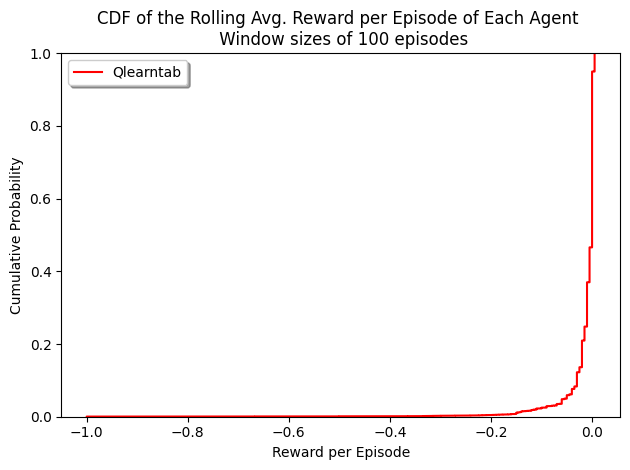 CDF of the Rolling Avg. Reward per Episode of Each Agent
Window sizes of 100 episodes
Qlearntab
Cumulative Probability
1.0
0.8
0.6
0.4
0.2
0.0
−1.0 −0.8 −0.6 −0.4 −0.2 0.0
Reward per Episode